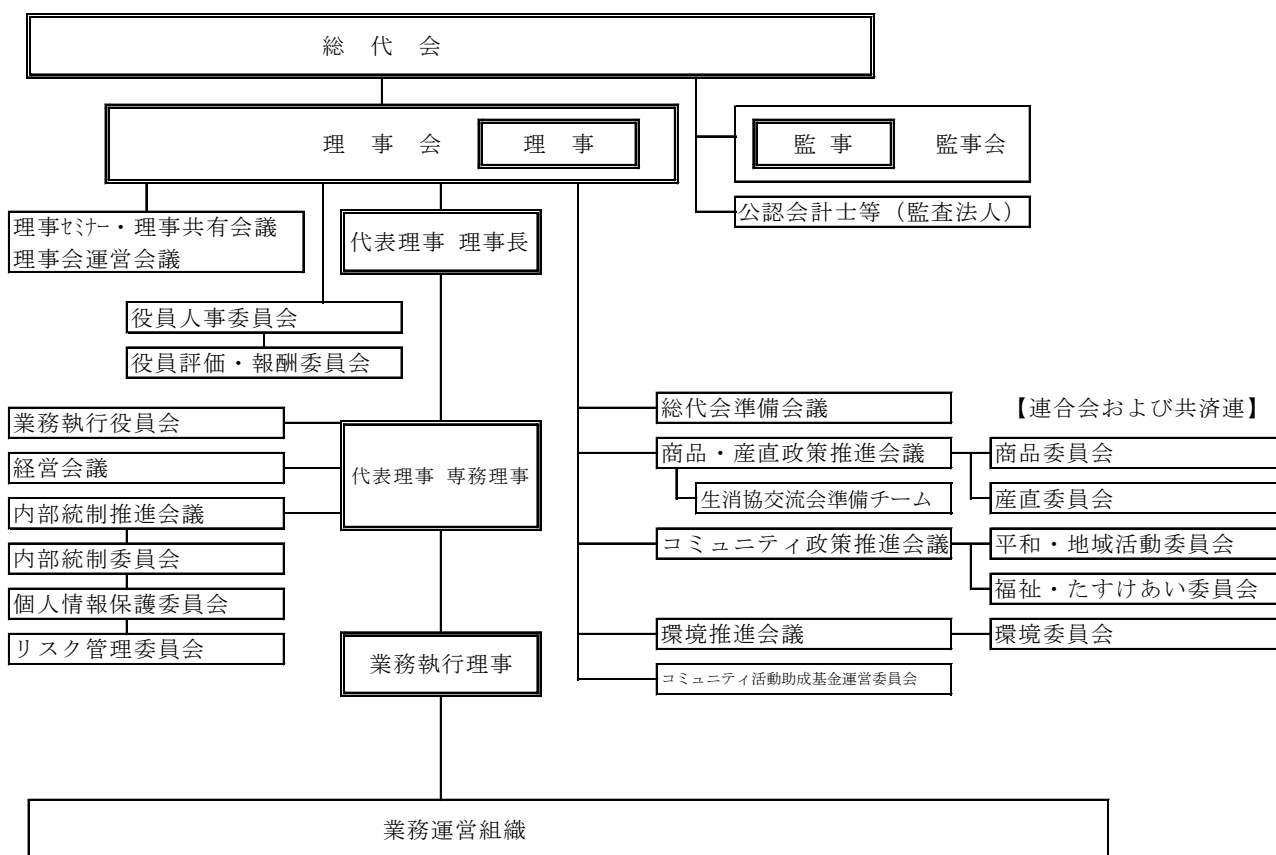 総 代 会
理 事 会
理 事
監 事
監事会
公認会計士等（監査法人）
理事ｾﾐﾅｰ・理事共有会議
理事会運営会議
代表理事 理事長
役員人事委員会
役員評価・報酬委員会
業務執行役員会
経営会議
内部統制推進会議
内部統制委員会
個人情報保護委員会
リスク管理委員会
代表理事 専務理事
業務執行理事
総代会準備会議
商品・産直政策推進会議
生消協交流会準備チーム
コミュニティ政策推進会議
環境推進会議
コミュニティ活動助成基金運営委員会
【連合会および共済連】
商品委員会
産直委員会
平和・地域活動委員会
福祉・たすけあい委員会
環境委員会
業務運営組織